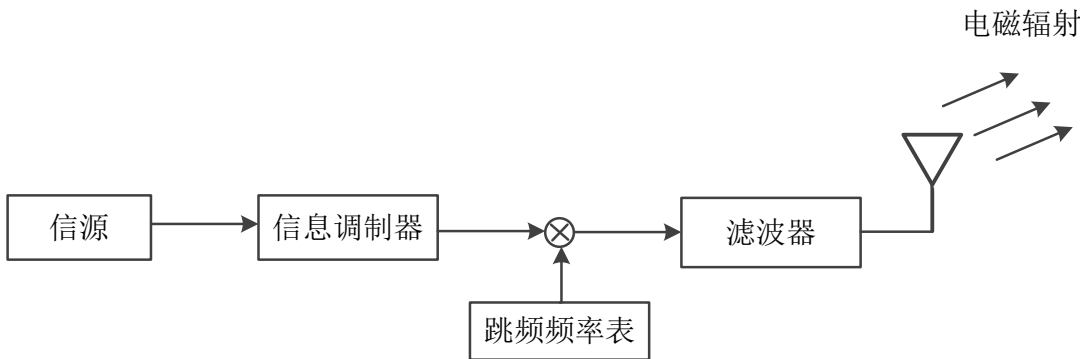 电磁辐射
信源
信息调制器
滤波器
跳频频率表